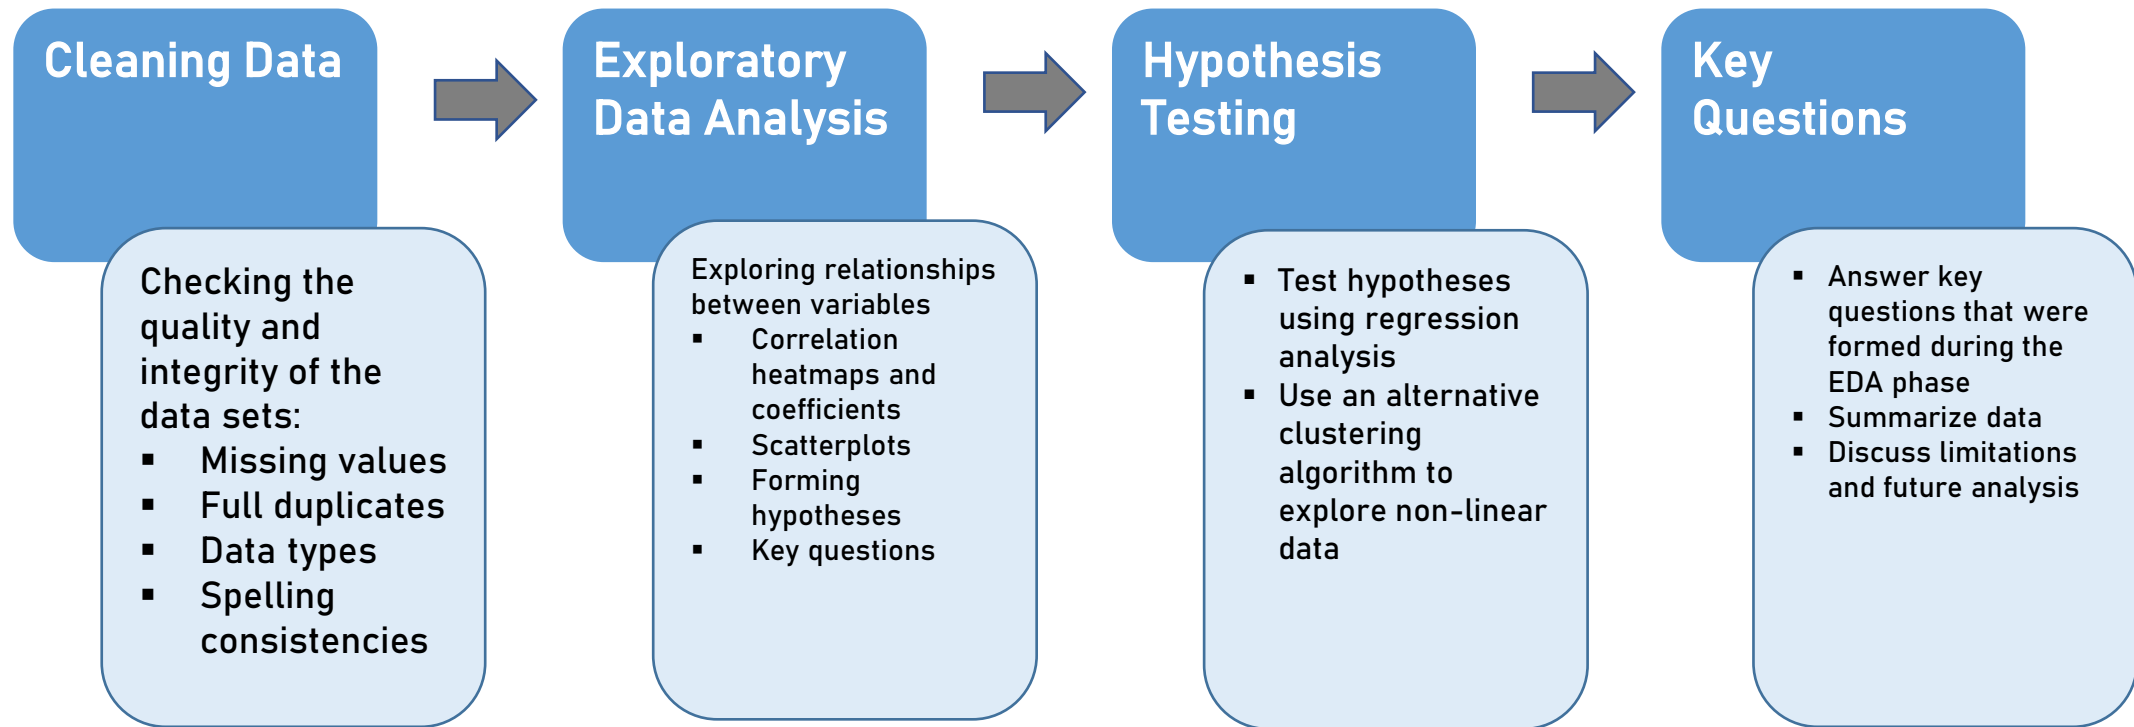 Cleaning Data
Checking the
quality and
integrity of the
data sets:
▪ Missing values
▪ Full duplicates
▪ Data types
▪ Spelling
consistencies
Exploratory
Data Analysis
Exploring relationships
between variables
▪ Correlation
heatmaps and
coefficients
▪ Scatterplots
▪ Forming
hypotheses
▪ Key questions
Hypothesis
Testing
▪ Test hypotheses
using regression
analysis
▪ Use an alternative
clustering
algorithm to
explore non-linear
data
Key
Questions
▪ Answer key
questions that were
formed during the
EDA phase
▪ Summarize data
▪ Discuss limitations
and future analysis